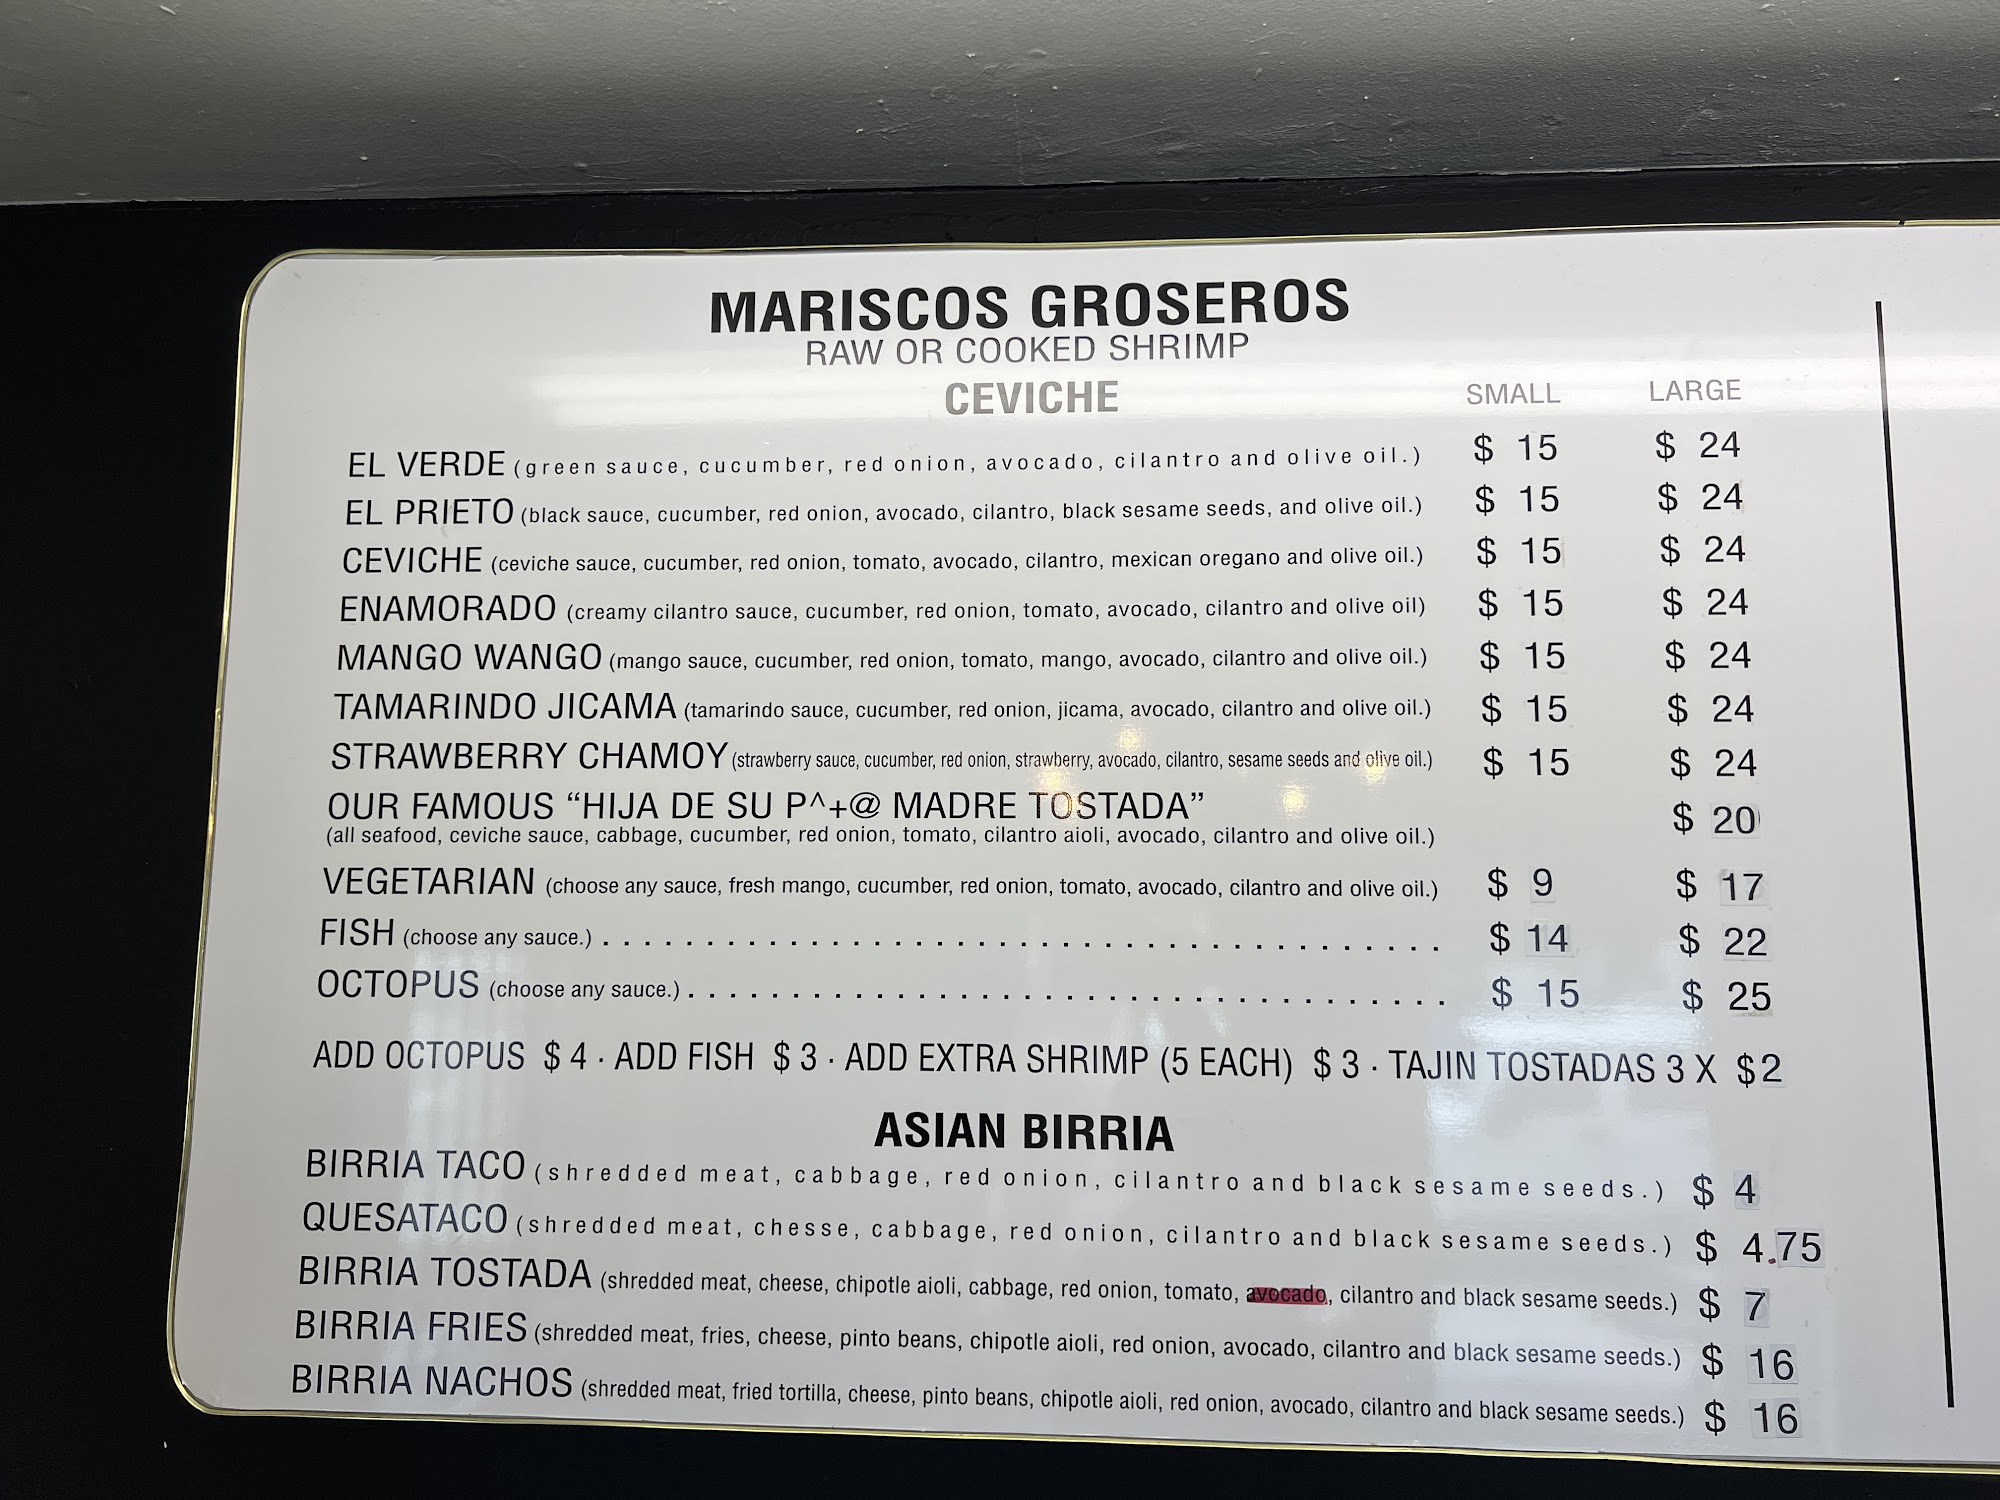 MARISCOS GROSEROS
RAW OR COOKED SHRIMP
CEVICHE SMALL LARGE
EL VERDE (green sauce, cucumber, red onion, avocado, cilantro and olive oil.) $ 15 $ 24
EL PRIETO (black sauce, cucumber, red onion, avocado, cilantro, black sesame seeds, and olive oil.) $ 15 $ 24
CEVICHE (ceviche sauce, cucumber, red onion, tomato, avocado, cilantro, mexican oregano and olive oil.) $ 15 $ 24
ENAMORADO (creamy cilantro sauce, cucumber, red onion, tomato, avocado, cilantro and olive oil) $ 15 $ 24
MANGO WANGO (mango sauce, cucumber, red onion, tomato, mango, avocado, cilantro and olive oil.) $ 15 $ 24
TAMARINDO JICAMA (tamarindo sauce, cucumber, red onion, jicama, avocado, cilantro and olive oil.) $ 15 $ 24
STRAWBERRY CHAMOY (strawberry sauce, cucumber, red onion, strawberry, avocado, cilantro, sesame seeds and olive oil.) $ 15 $ 24
OUR FAMOUS “HIJA DE SU P^+@ MADRE TOSTADA” $ 20
(all seafood, ceviche sauce, cabbage, cucumber, red onion, tomato, cilantro aioli, avocado, cilantro and olive oil.)
VEGETARIAN (choose any sauce, fresh mango, cucumber, red onion, tomato, avocado, cilantro and olive oil.) $ 9 $ 17
FISH (choose any sauce.) . . . . . . . . . . . . . . . . . . . . . . . . . . . . . . . . . $ 14 $ 22
OCTOPUS (choose any sauce.) . . . . . . . . . . . . . . . . . . . . . . . . . . . . . . $ 15 $ 25
ADD OCTOPUS $ 4 · ADD FISH $ 3 · ADD EXTRA SHRIMP (5 EACH) $ 3 · TAJIN TOSTADAS 3 X $2
ASIAN BIRRIA
BIRRIA TACO (shredded meat, cabbage, red onion, cilantro and black sesame seeds.) $ 4
QUESATACO (shredded meat, chesse, cabbage, red onion, cilantro and black sesame seeds.) $ 4.75
BIRRIA TOSTADA (shredded meat, cheese, chipotle aioli, cabbage, red onion, tomato, avocado, cilantro and black sesame seeds.) $ 7
BIRRIA FRIES (shredded meat, fries, cheese, pinto beans, chipotle aioli, red onion, avocado, cilantro and black sesame seeds.) $ 16
BIRRIA NACHOS (shredded meat, fried tortilla, cheese, pinto beans, chipotle aioli, red onion, avocado, cilantro and black sesame seeds.) $ 16